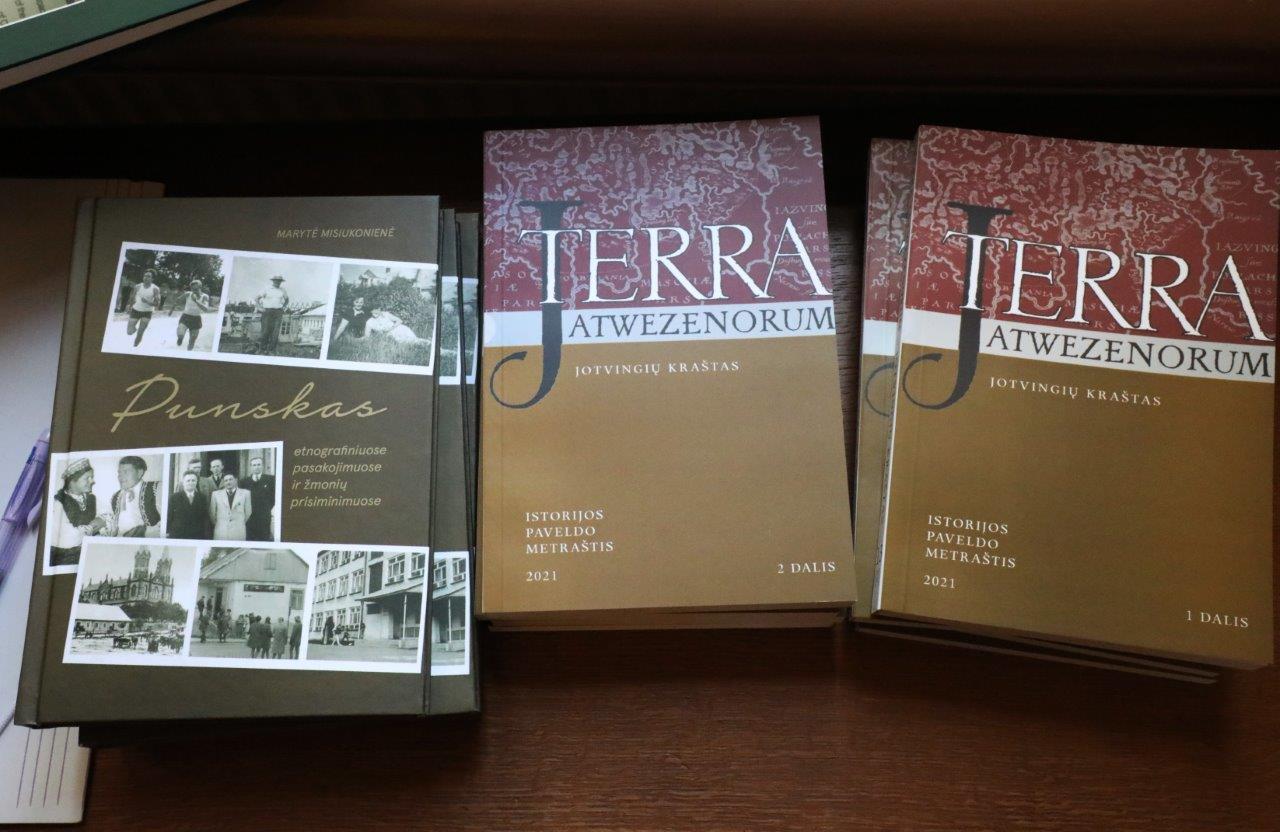 MARYTĖ MISIUKONIENĖ
Punskas
etnografiniuose
pasakojimuose
ir žmonių
prisiminimuose
TERRA
JATWEZENORUM
JOTVINGIŲ KRAŠTAS
ISTORIJOS
PAVELDO
METRAŠTIS
2021
2 DALIS
TERRA
JATWEZENORUM
JOTVINGIŲ KRAŠTAS
ISTORIJOS
PAVELDO
METRAŠTIS
2021
1 DALIS